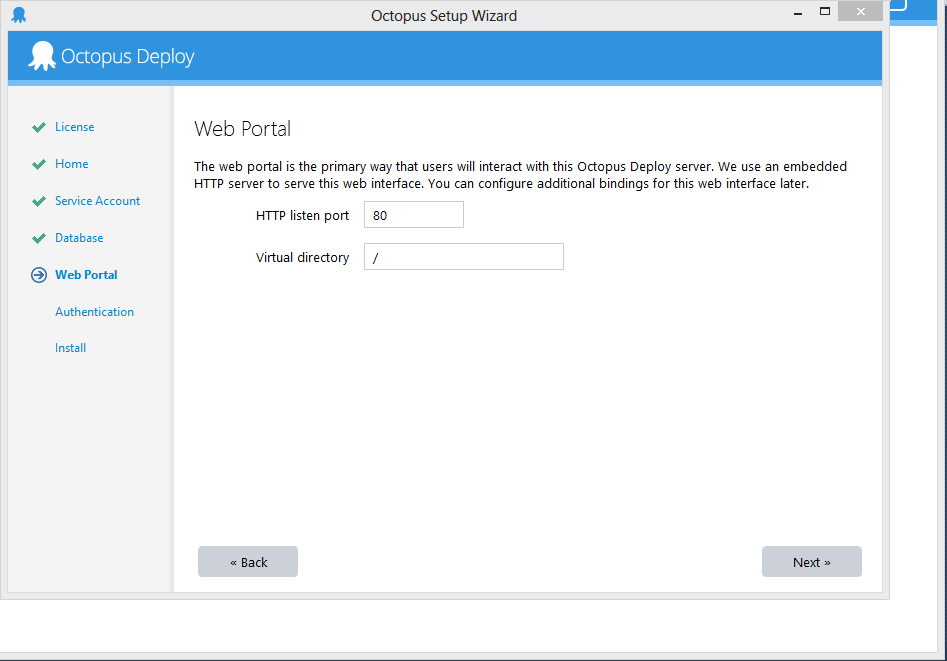 Octopus Setup Wizard
Octopus Deploy
License
Home
Service Account
Database
Web Portal
Authentication
Install
Web Portal
The web portal is the primary way that users will interact with this Octopus Deploy server. We use an embedded
HTTP server to serve this web interface. You can configure additional bindings for this web interface later.
HTTP listen port 80
Virtual directory /
« Back
Next »